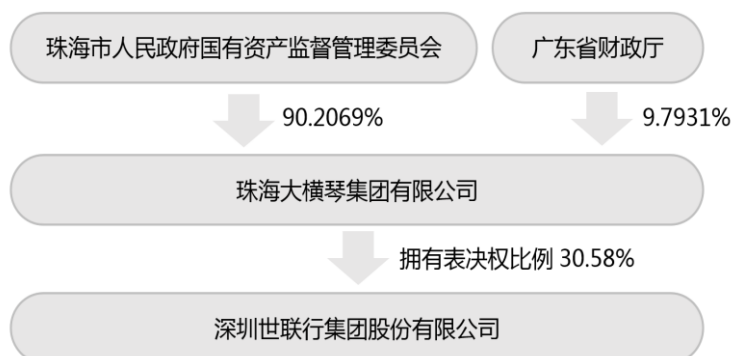 珠海市人民政府国有资产监督管理委员会
广东省财政厅
90.2069%
9.7931%
珠海大横琴集团有限公司
拥有表决权比例 30.58%
深圳世联行集团股份有限公司